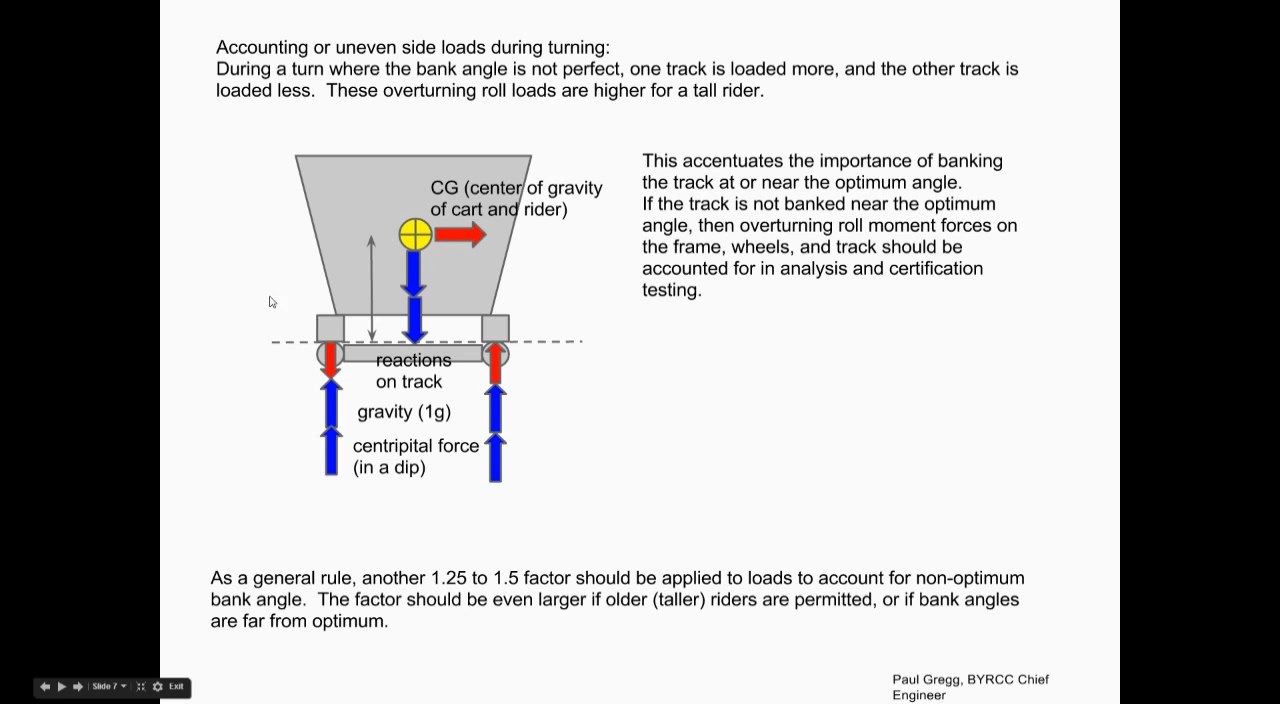 Accounting or uneven side loads during turning:
During a turn where the bank angle is not perfect, one track is loaded more, and the other track is
loaded less.  These overturning roll loads are higher for a tall rider.
CG (center of gravity
of cart and rider)
This accentuates the importance of banking
the track at or near the optimum angle.
If the track is not banked near the optimum
angle, then overturning roll moment forces on
the frame, wheels, and track should be
accounted for in analysis and certification
testing.
reactions
on track
gravity (1g)
centripital force
(in a dip)
As a general rule, another 1.25 to 1.5 factor should be applied to loads to account for non-optimum
bank angle.  The factor should be even larger if older (taller) riders are permitted, or if bank angles
are far from optimum.
Paul Gregg, BYRCC Chief
Engineer
Slide 7
Exit